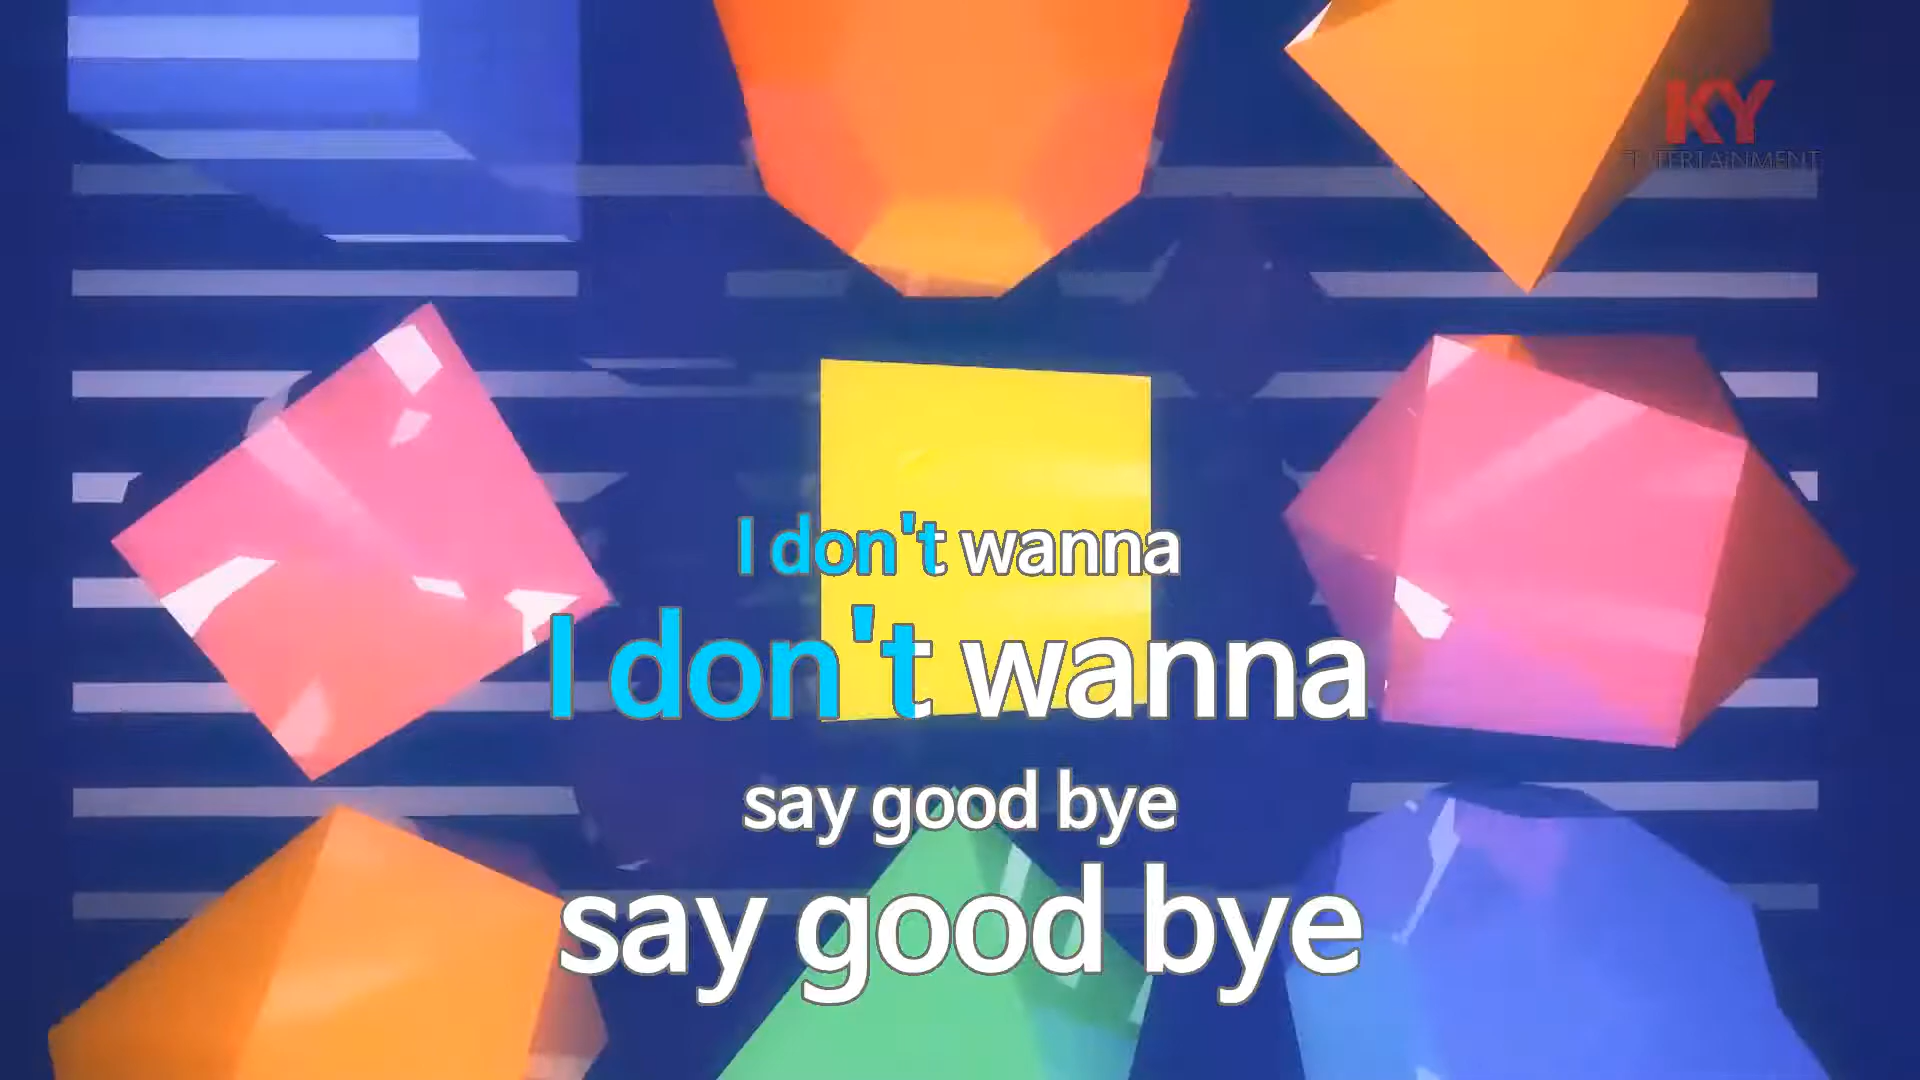 KY
ENTERTAINMENT
I don't wanna
I don't wanna
say good bye
say good bye